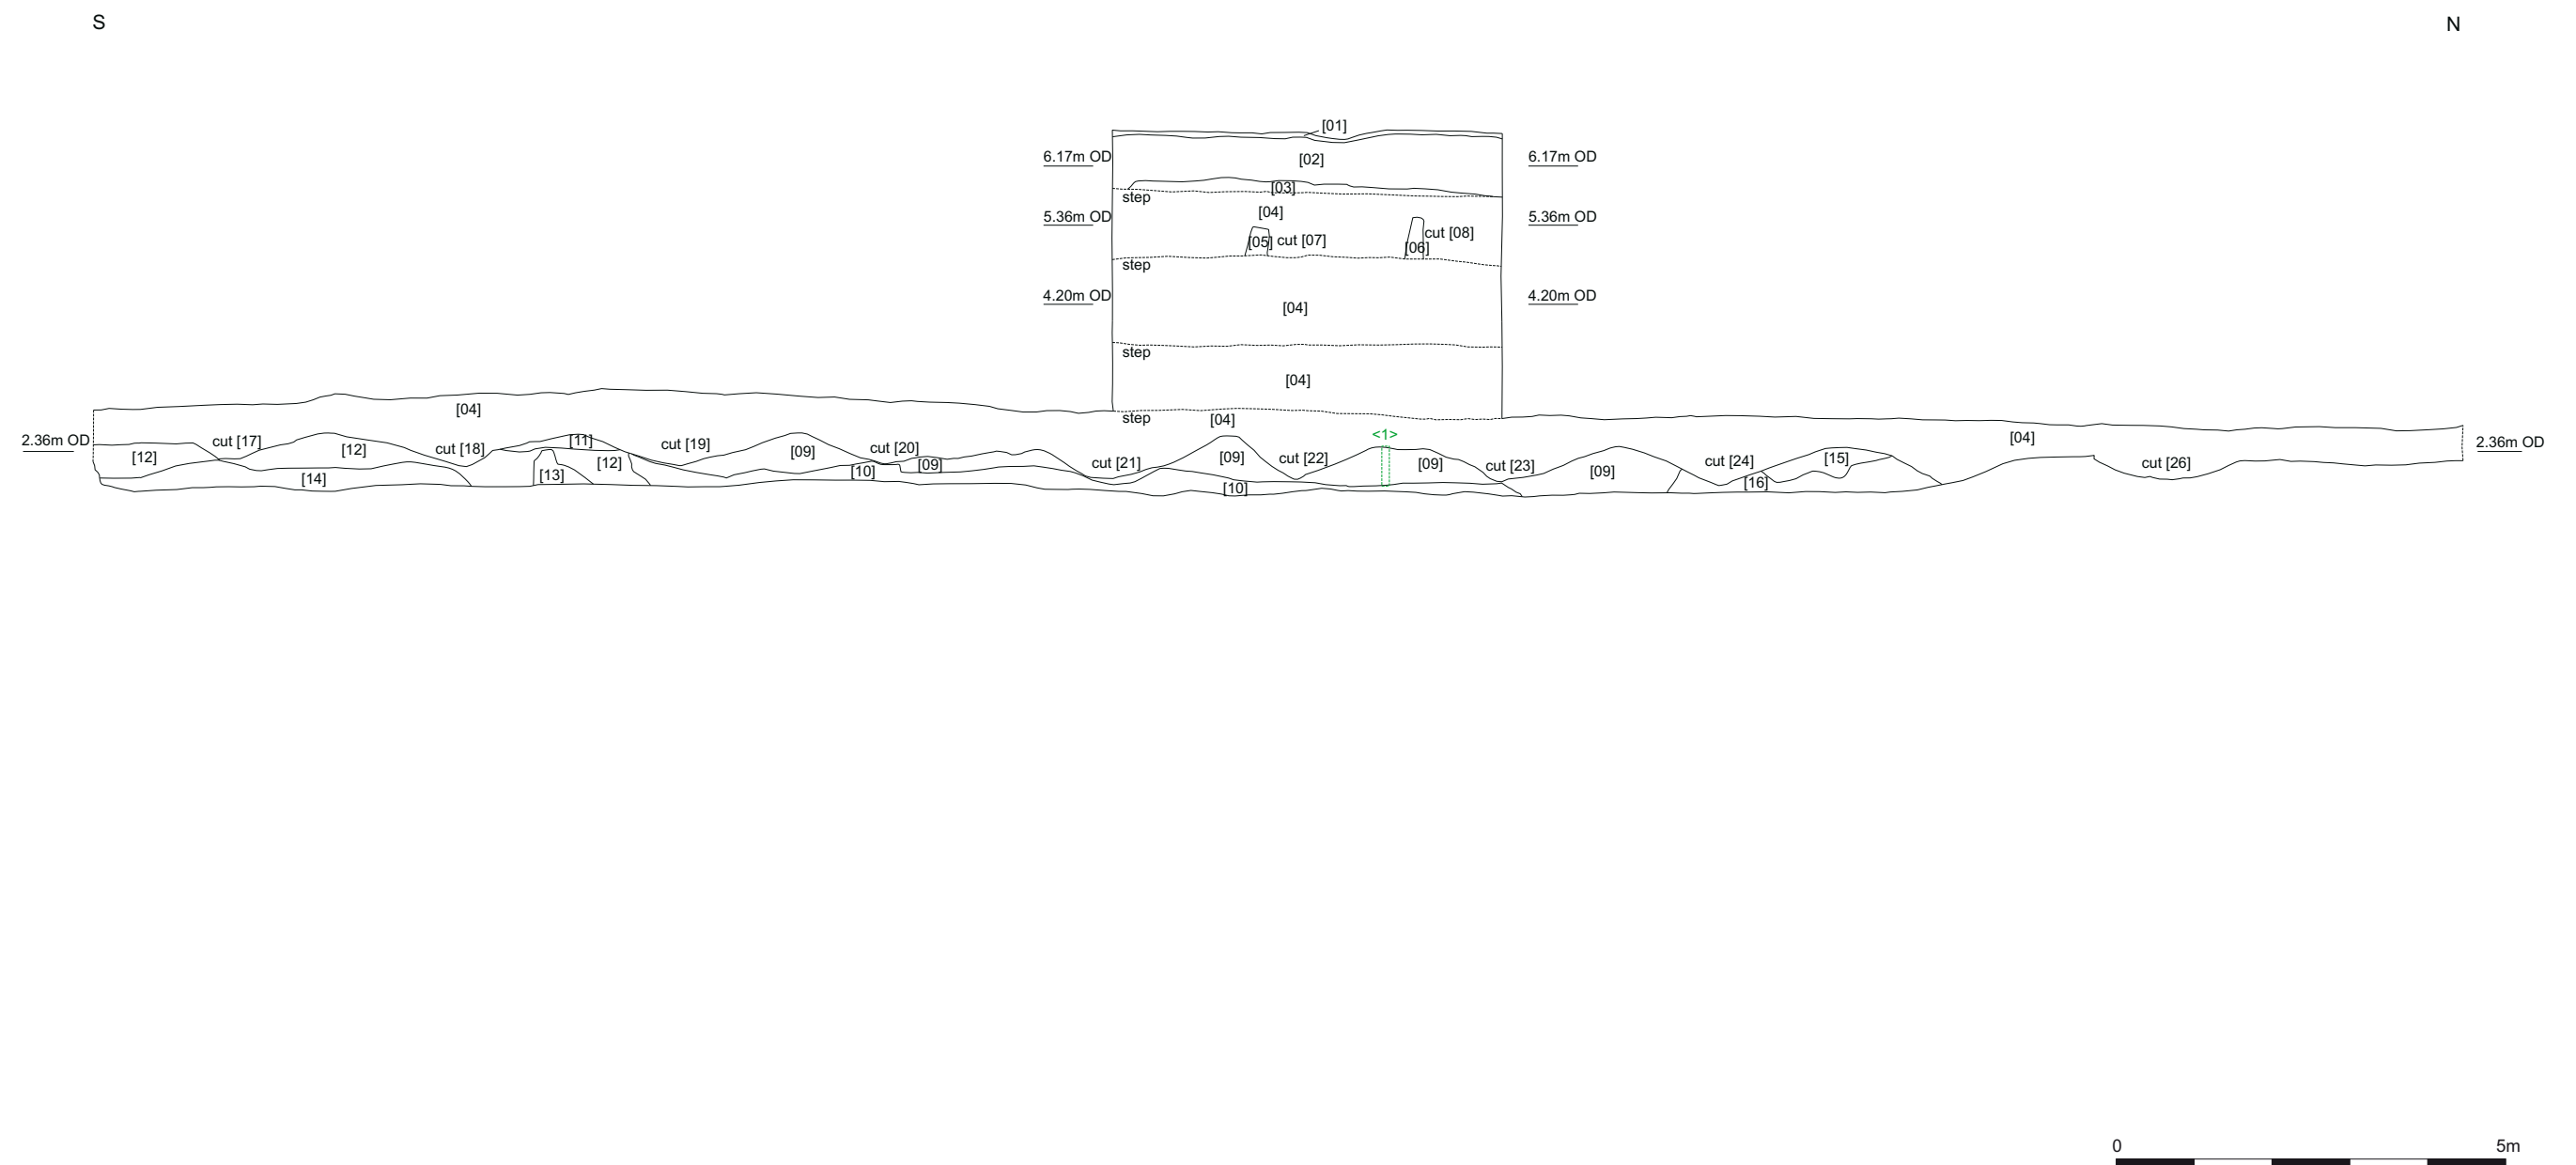 S N
[01]
6.17m OD [02] 6.17m OD
[03]
step
5.36m OD [04] 5.36m OD
[05] cut [07] [06] cut [08]
step
4.20m OD [04] 4.20m OD
step
[04]
[04] step [04] [04]
<1>
2.36m OD [12] cut [17] [12] cut [18] [11] [12] cut [19] [09] cut [20] [09] cut [21] [09] cut [22] [09] cut [23] [09] cut [24] [15] cut [26] 2.36m OD
[14] [13] [10] [10] [16]
0 5m